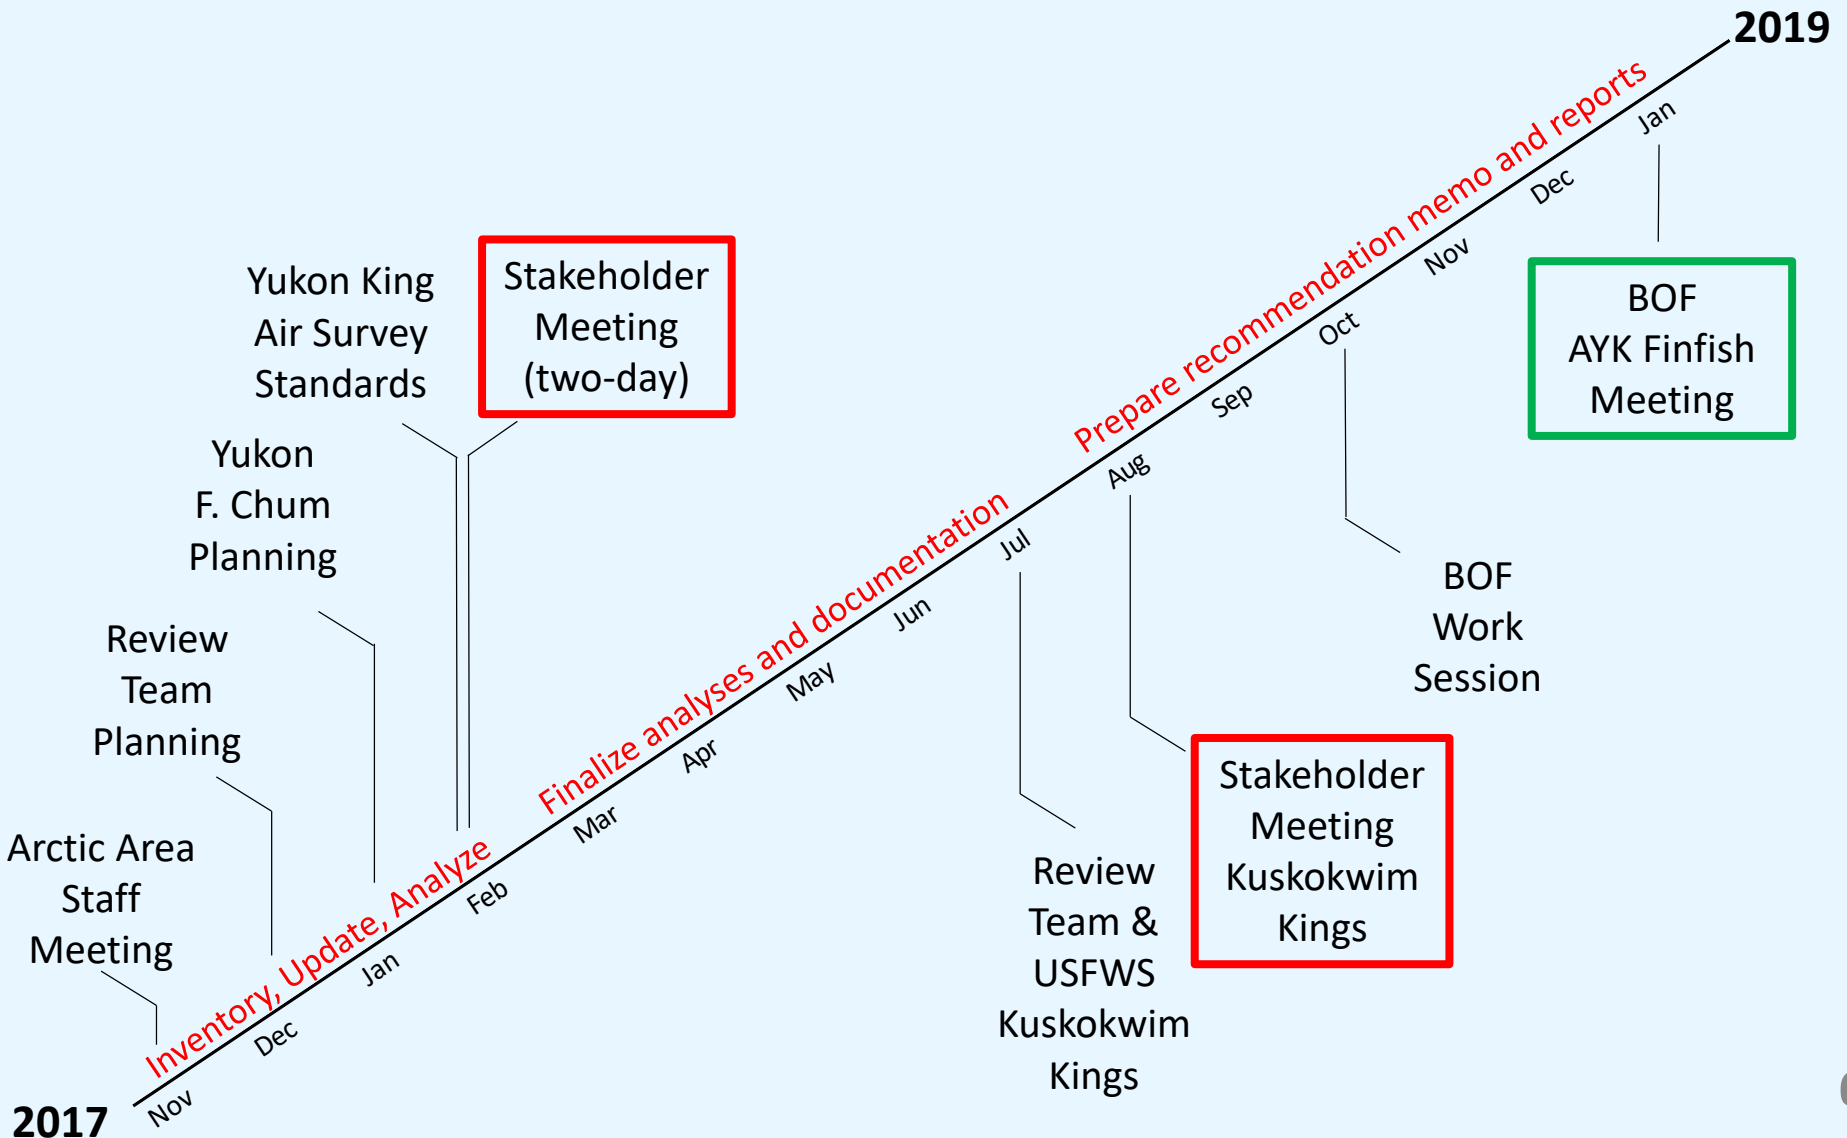 2019
Prepare recommendation memo and reports
Jan
Dec
Nov
Oct
Sep
Aug
BOF
AYK Finfish
Meeting
Yukon King
Air Survey
Standards
Stakeholder
Meeting
(two-day)
Yukon
F. Chum
Planning
Review
Team
Planning
Arctic Area
Staff
Meeting
Finalize analyses and documentation
Jul
Jun
May
Apr
Mar
BOF
Work
Session
Stakeholder
Meeting
Kuskokwim
Kings
Review
Team &
USFWS
Kuskokwim
Kings
Inventory, Update, Analyze
Feb
Jan
Dec
Nov
2017